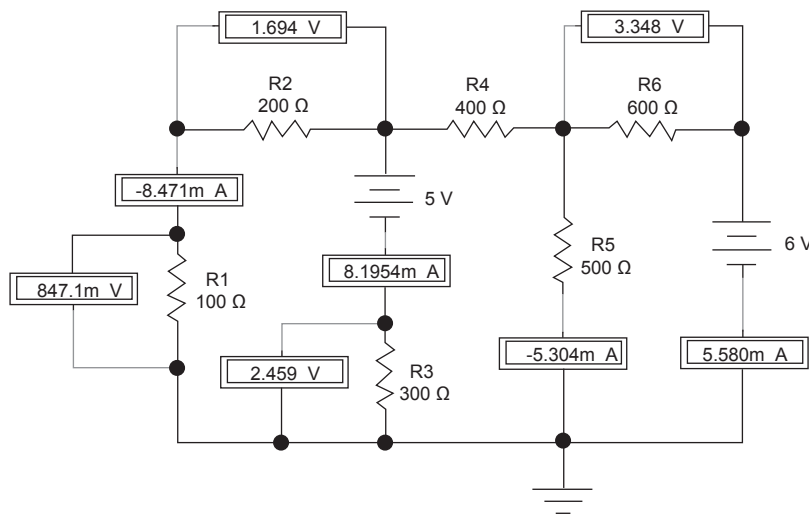 1.694 V
3.348 V
R2
200 Ω
R4
400 Ω
R6
600 Ω
-8.471m A
5 V
847.1m V
R1
100 Ω
8.1954m A
R5
500 Ω
6 V
2.459 V
R3
300 Ω
-5.304m A
5.580m A